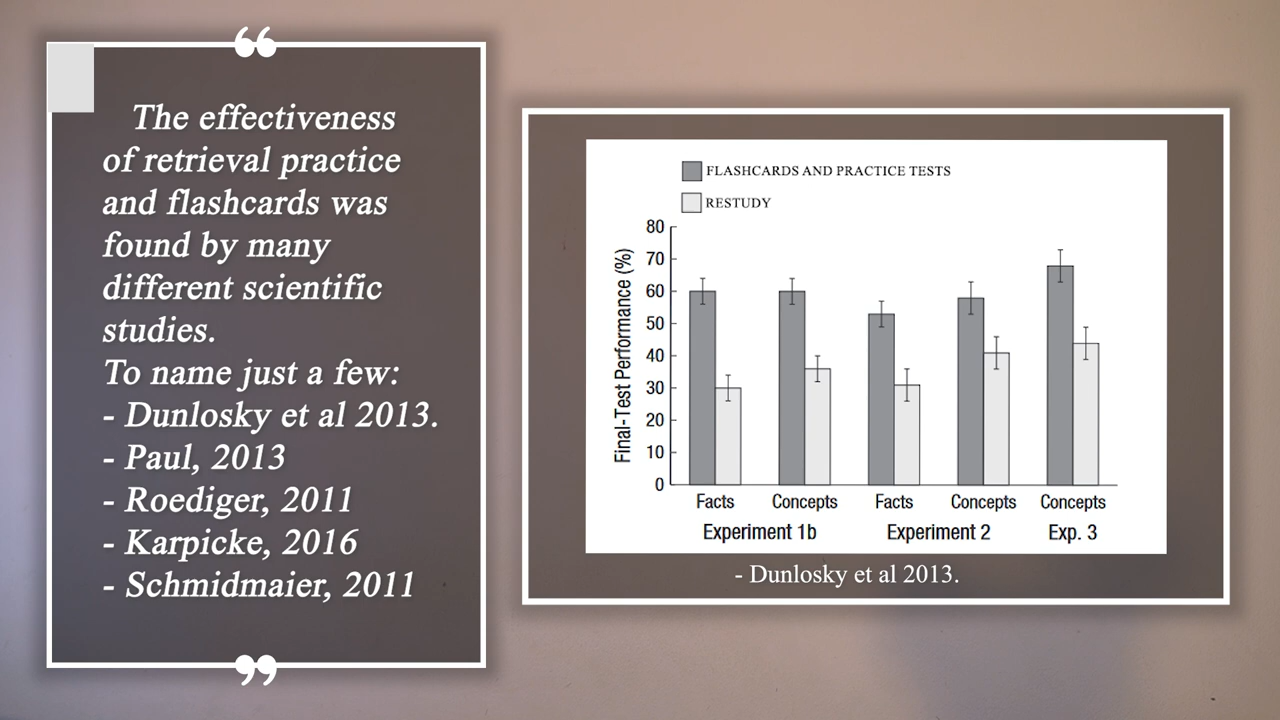 “
The effectiveness
of retrieval practice
and flashcards was
found by many
different scientific
studies.
To name just a few:
- Dunlosky et al 2013.
- Paul, 2013
- Roediger, 2011
- Karpicke, 2016
- Schmidmaier, 2011
”
FLASHCARDS AND PRACTICE TESTS
RESTUDY
Final-Test Performance (%)
80
70
60
50
40
30
20
10
0
Facts Concepts Facts Concepts Concepts
Experiment 1b Experiment 2 Exp. 3
- Dunlosky et al 2013.